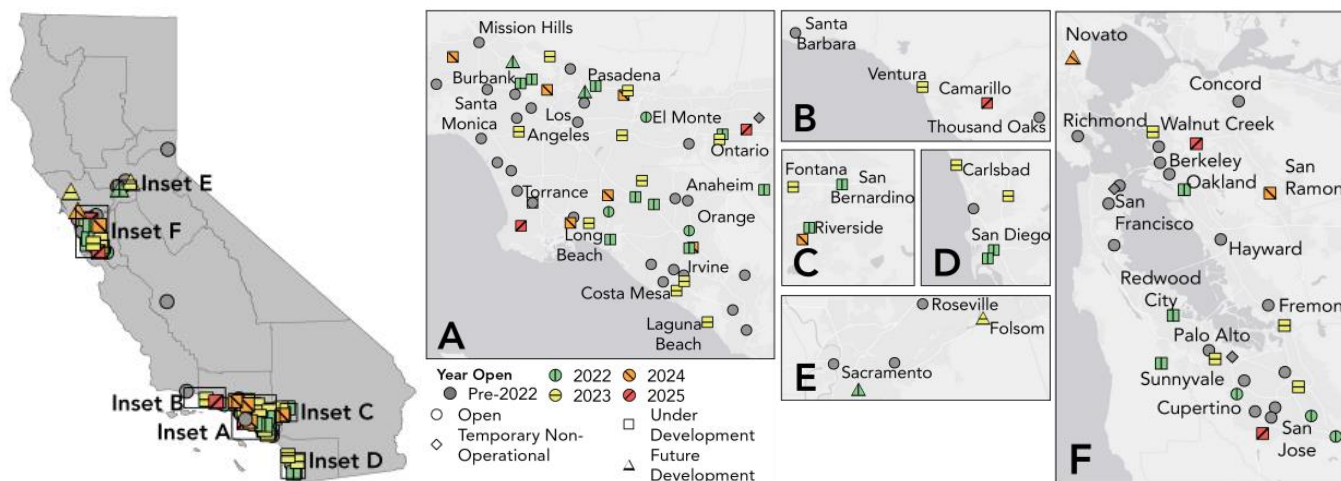 Inset E
Inset F
Inset B
Inset A
Inset C
Inset D
Mission Hills
Burbank
Pasadena
Santa
Monica
Los
Angeles
El Monte
Ontario
Torrance
Anaheim
Orange
Long
Beach
Irvine
Costa Mesa
Laguna
Beach
A
Year Open
Pre-2022
2022
2023
2024
2025
Open
Temporary Non-
Operational
Under
Development
Future
Development
Santa
Barbara
Ventura
Camarillo
Thousand Oaks
B
Fontana
San
Bernardino
Riverside
C
Carlsbad
San Diego
D
Roseville
Folsom
Sacramento
E
Novato
Concord
Richmond
Walnut Creek
Berkeley
Oakland
San
Ramon
San
Francisco
Hayward
Redwood
City
Fremon
Palo Alto
Sunnyvale
Cupertino
San
Jose
F